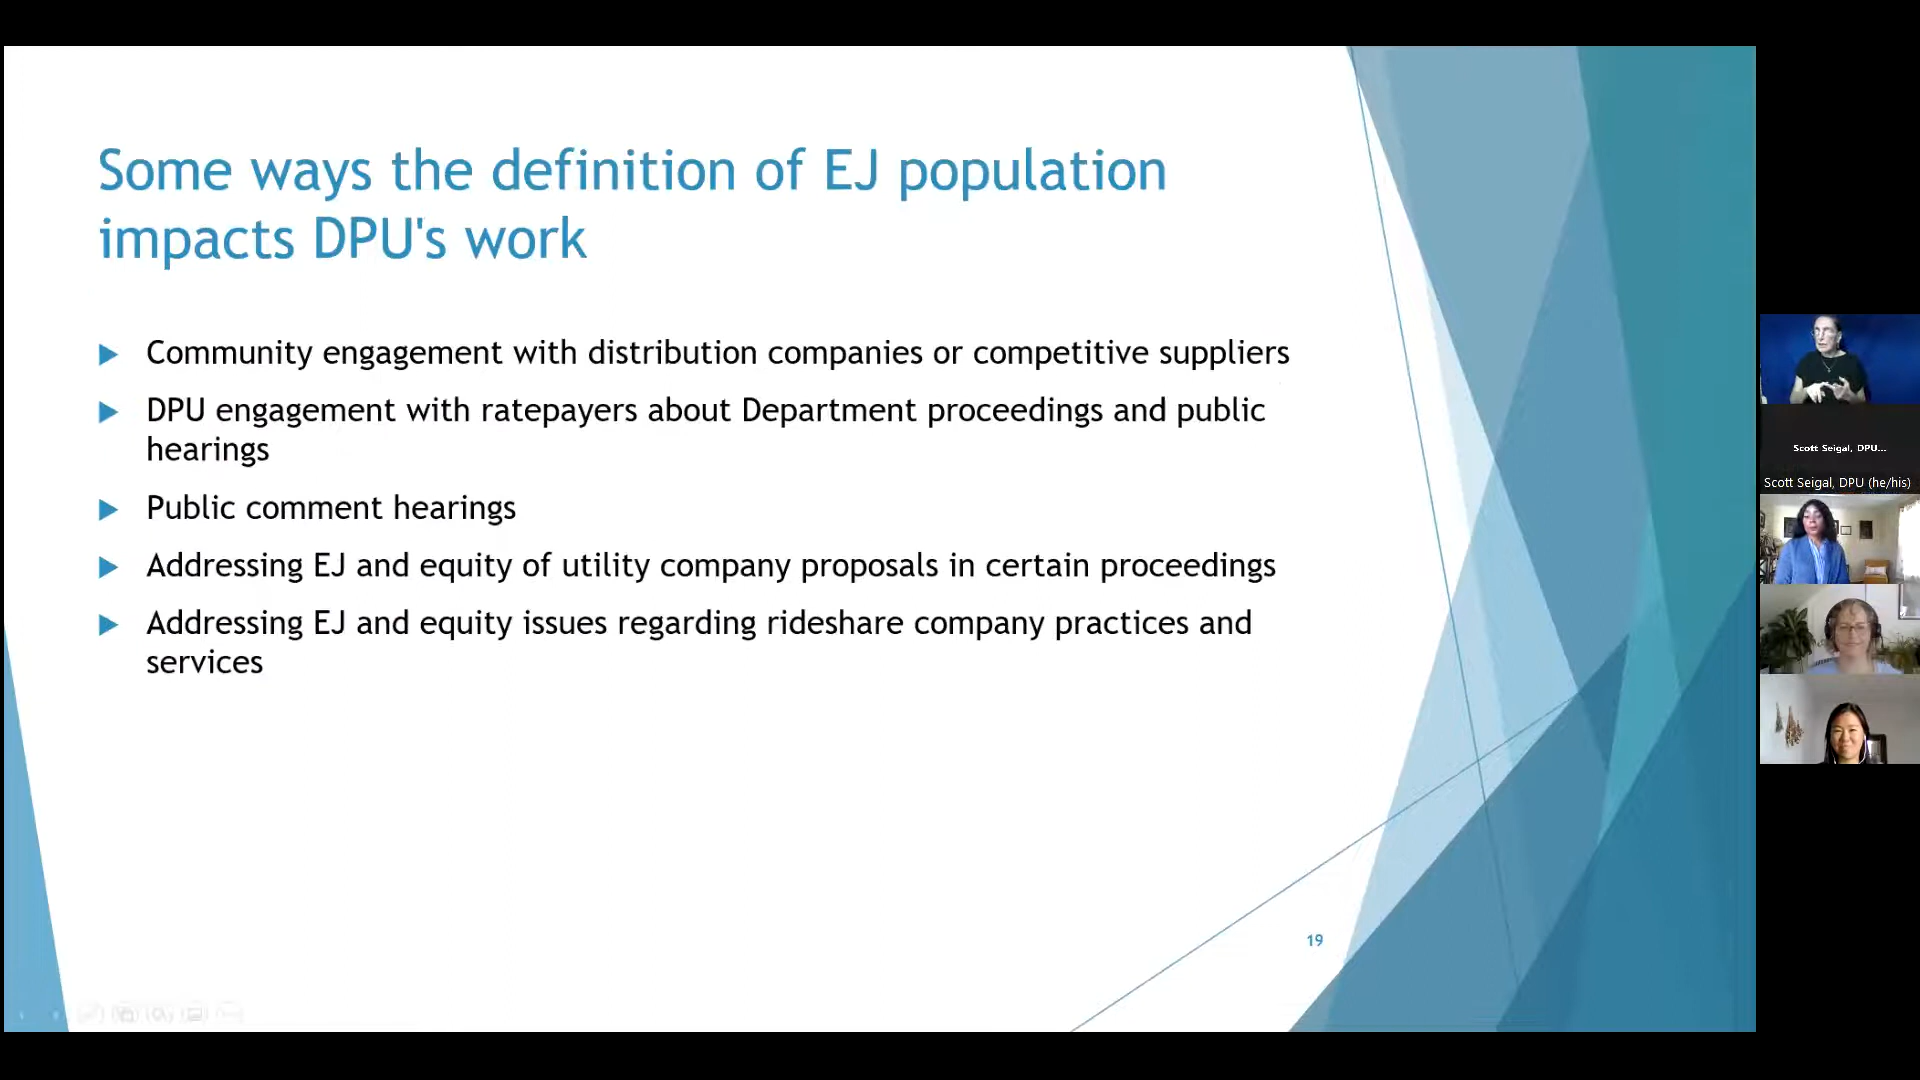 Some ways the definition of EJ population
impacts DPU's work
Community engagement with distribution companies or competitive suppliers
DPU engagement with ratepayers about Department proceedings and public
hearings
Public comment hearings
Addressing EJ and equity of utility company proposals in certain proceedings
Addressing EJ and equity issues regarding rideshare company practices and
services
19
Scott Seigal, DPU...
Scott Seigal, DPU (he/his)